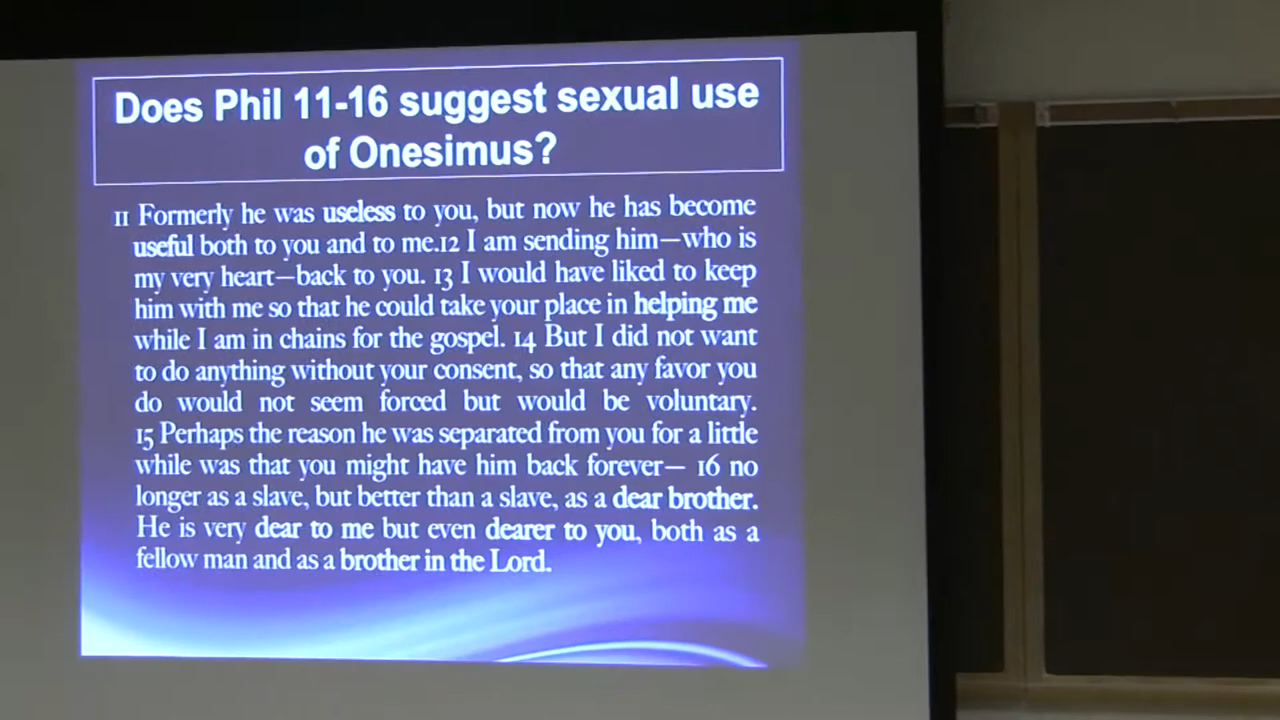 Does Phil 11-16 suggest sexual use
of Onesimus?
11 Formerly he was useless to you, but now he has become
useful both to you and to me.12 I am sending him—who is
my very heart—back to you. 13 I would have liked to keep
him with me so that he could take your place in helping me
while I am in chains for the gospel. 14 But I did not want
to do anything without your consent, so that any favor you
do would not seem forced but would be voluntary.
15 Perhaps the reason he was separated from you for a little
while was that you might have him back forever— 16 no
longer as a slave, but better than a slave, as a dear brother.
He is very dear to me but even dearer to you, both as a
fellow man and as a brother in the Lord.